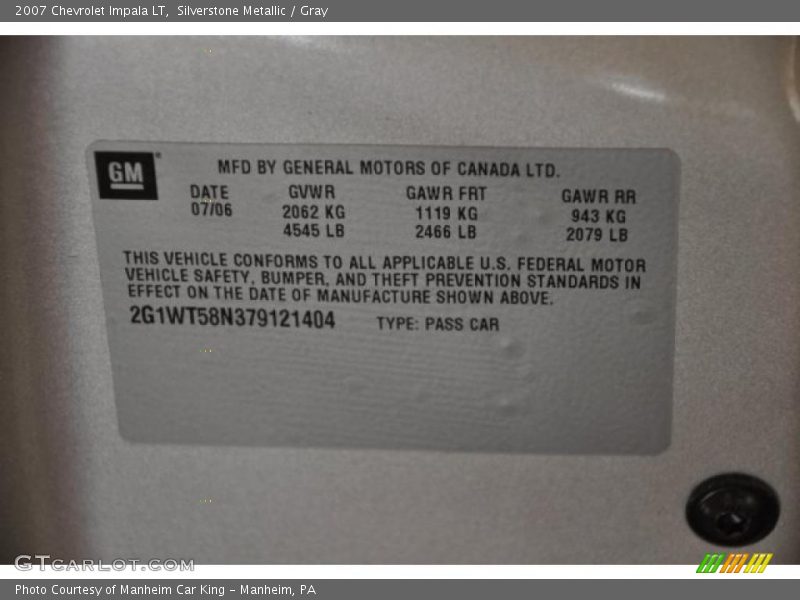 2007 Chevrolet Impala LT, Silverstone Metallic / Gray
GM
MFD BY GENERAL MOTORS OF CANADA LTD.
DATE GVWR GAWR FRT GAWR RR
07/06 2062 KG 1119 KG 943 KG
4545 LB 2466 LB 2079 LB
THIS VEHICLE CONFORMS TO ALL APPLICABLE U.S. FEDERAL MOTOR
VEHICLE SAFETY, BUMPER, AND THEFT PREVENTION STANDARDS IN
EFFECT ON THE DATE OF MANUFACTURE SHOWN ABOVE.
2G1WT58N379121404 TYPE: PASS CAR
GTCARLOT.COM
Photo Courtesy of Manheim Car King - Manheim, PA